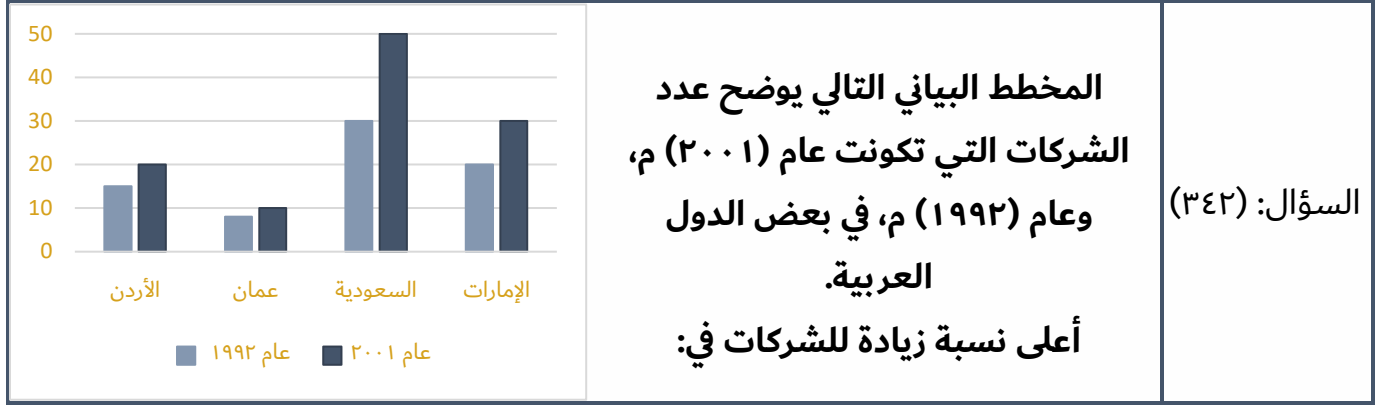 السؤال: (٣٤٢)
المخطط البياني التالي يوضح عدد
الشركات التي تكونت عام (٢٠٠١) م،
وعام (١٩٩٢) م، في بعض الدول
العربية.
أعلى نسبة زيادة للشركات في:
50
40
30
20
10
0
الإمارات السعودية عمان الأردن
عام ٢٠٠١ عام ١٩٩٢